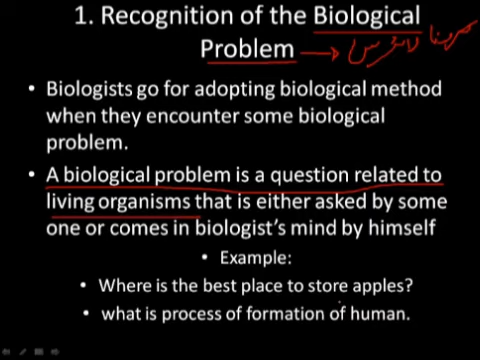 1. Recognition of the Biological
Problem
کرونا
وائرس
• Biologists go for adopting biological method
when they encounter some biological
problem.
• A biological problem is a question related to
living organisms that is either asked by some
one or comes in biologist's mind by himself
• Example:
• Where is the best place to store apples?
• what is process of formation of human.